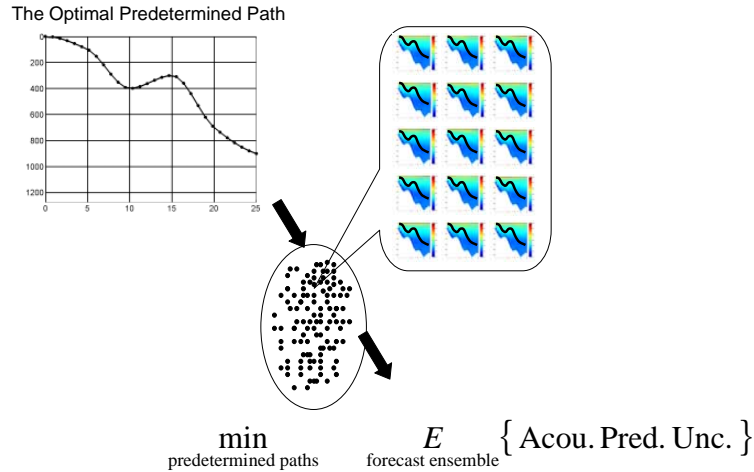 The Optimal Predetermined Path
0
200
400
600
800
1000
1200
0 5 10 15 20 25
min E { Acou. Pred. Unc. }
predetermined paths forecast ensemble